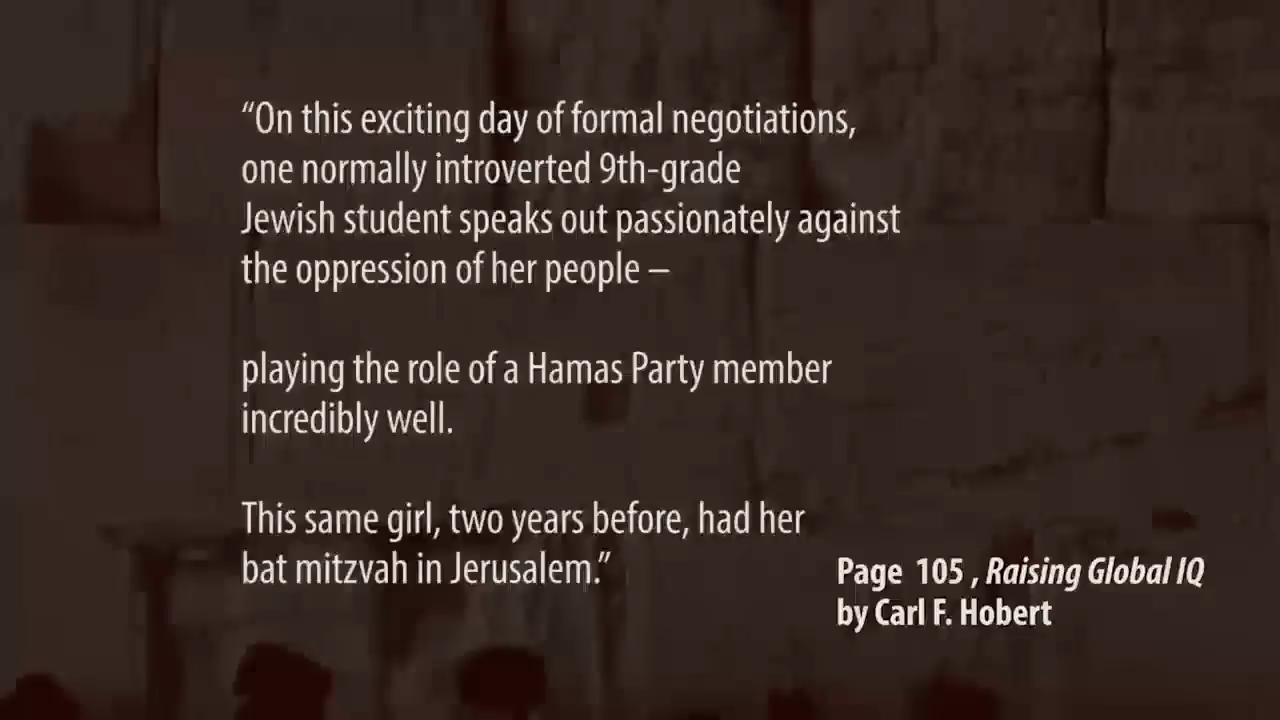 “On this exciting day of formal negotiations,
one normally introverted 9th-grade
Jewish student speaks out passionately against
the oppression of her people –
playing the role of a Hamas Party member
incredibly well.
This same girl, two years before, had her
bat mitzvah in Jerusalem.”
Page 105 , Raising Global IQ
by Carl F. Hobert